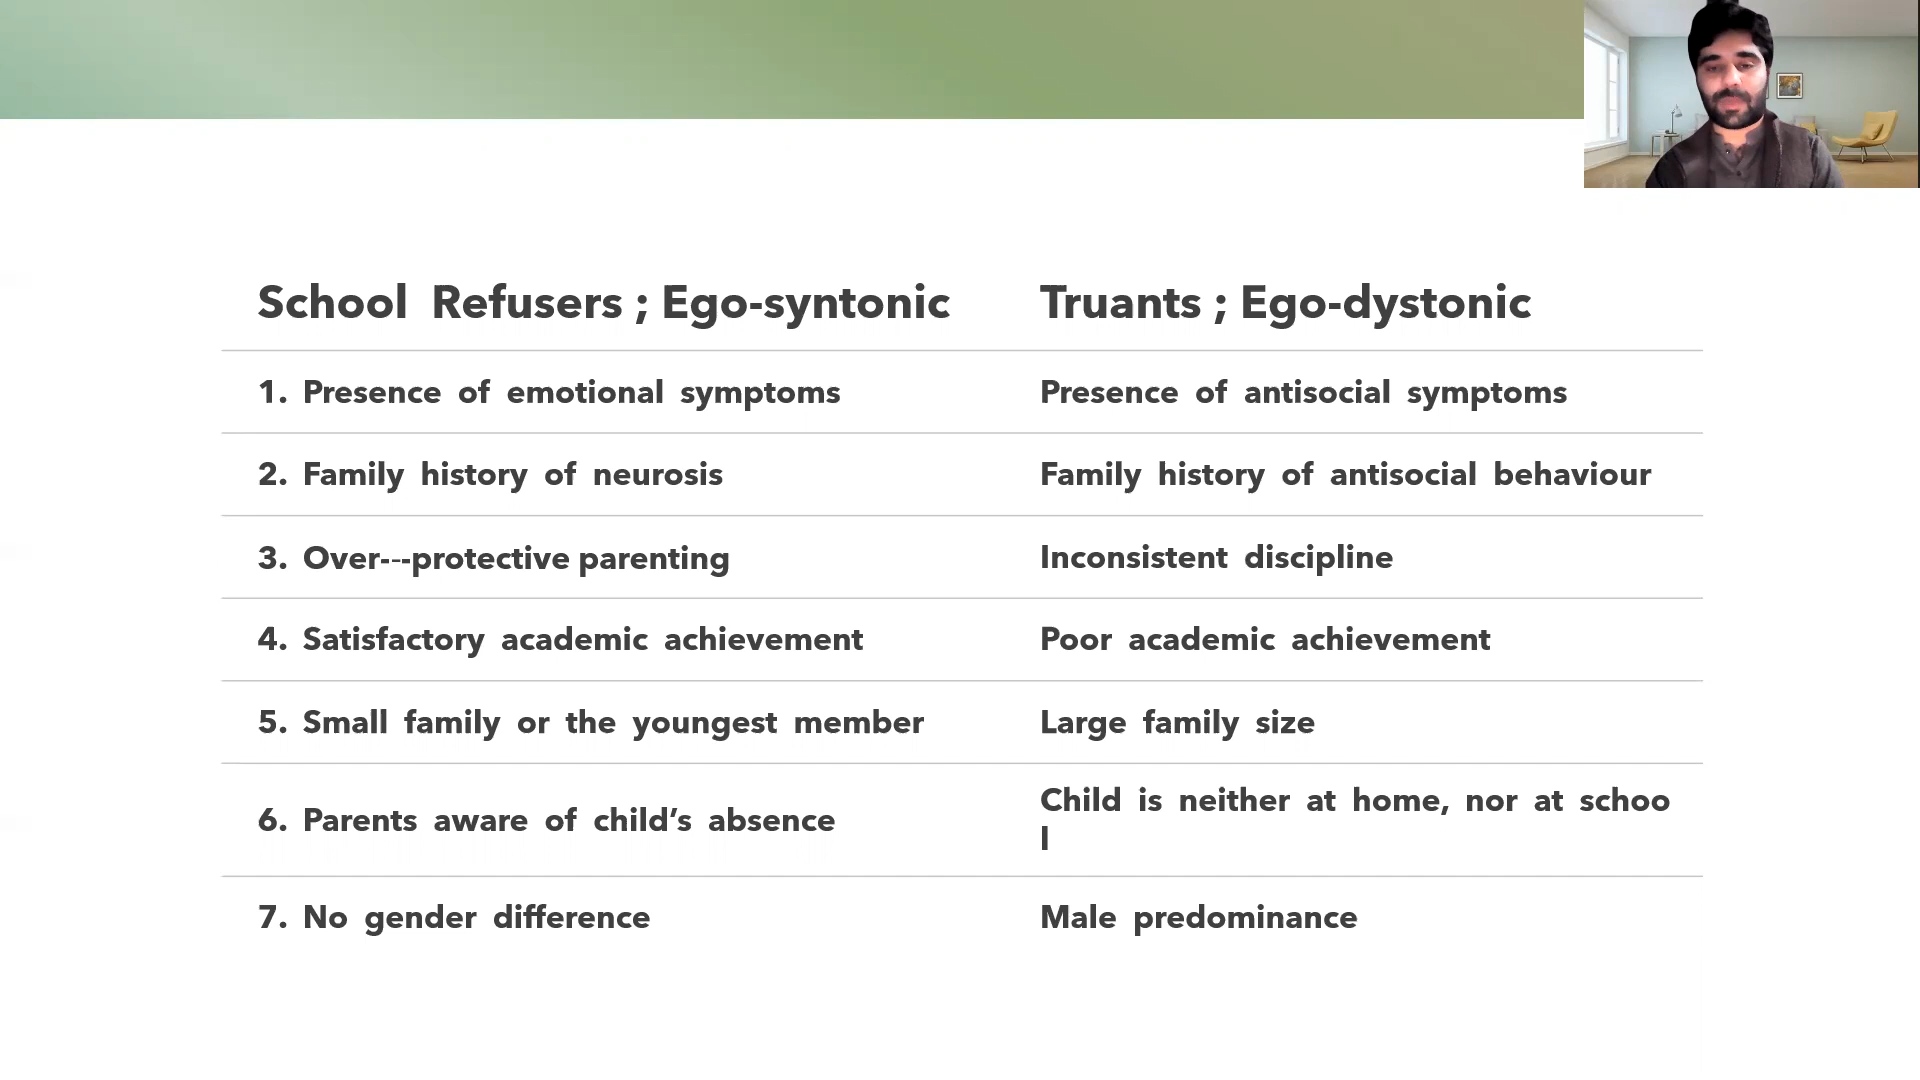 School Refusers ; Ego-syntonic Truants ; Ego-dystonic
1. Presence of emotional symptoms Presence of antisocial symptoms
2. Family history of neurosis Family history of antisocial behaviour
3. Over---protective parenting Inconsistent discipline
4. Satisfactory academic achievement Poor academic achievement
5. Small family or the youngest member Large family size
6. Parents aware of child’s absence Child is neither at home, nor at schoo
l
7. No gender difference Male predominance